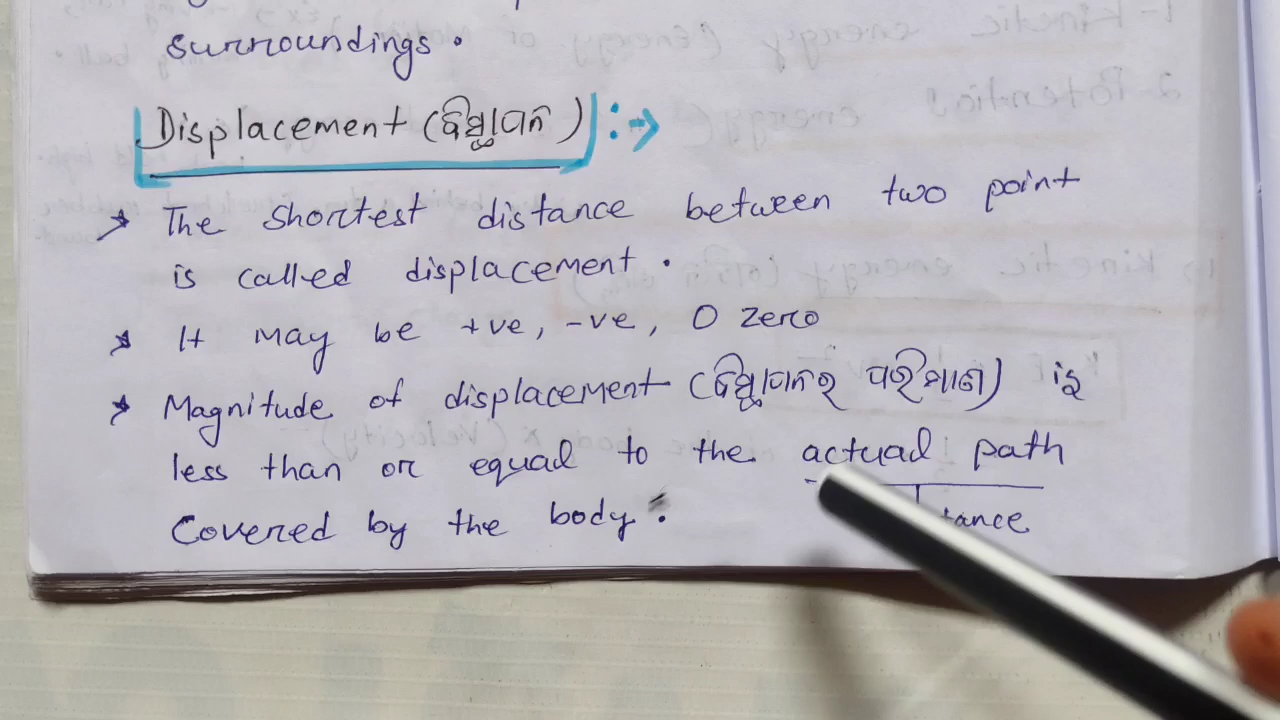 surroundings.
Displacement (ବିସ୍ଥାପନ) :→
The shortest distance between two point
is called displacement.
It may be +ve, -ve, 0 zero
Magnitude of displacement (ବିସ୍ଥାପନର ପରିମାଣ) is
less than or equal to the actual path
Covered by the body.